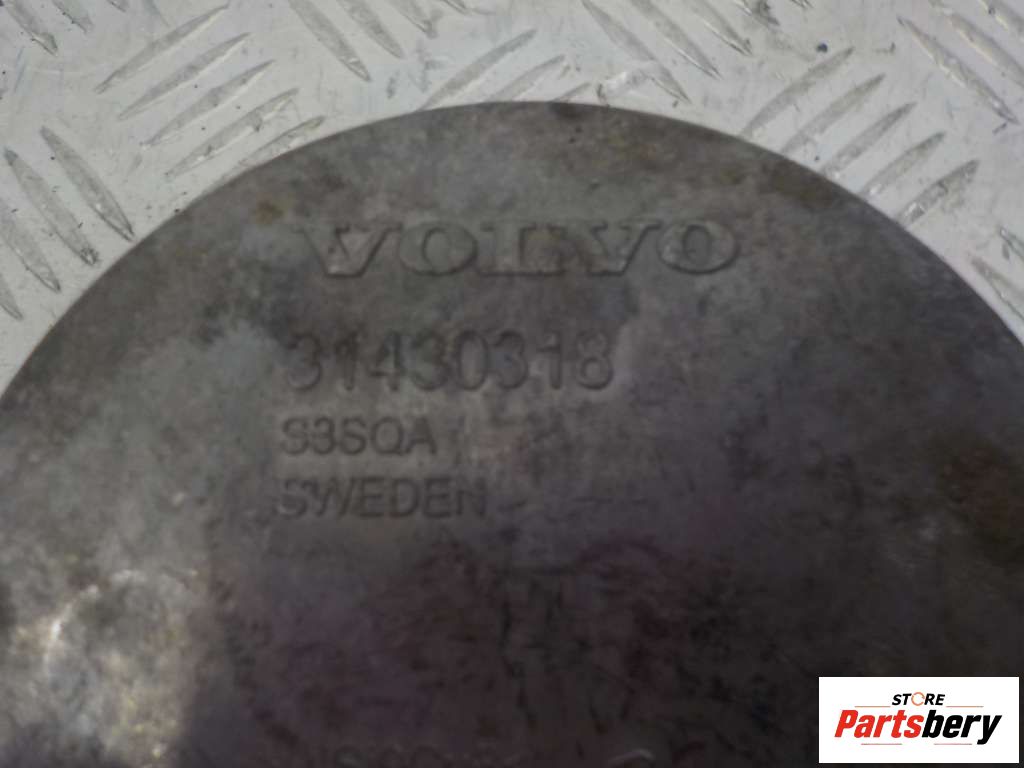 VOLVO
31430318
S3SQA
SWEDEN
STORE
Partsbery